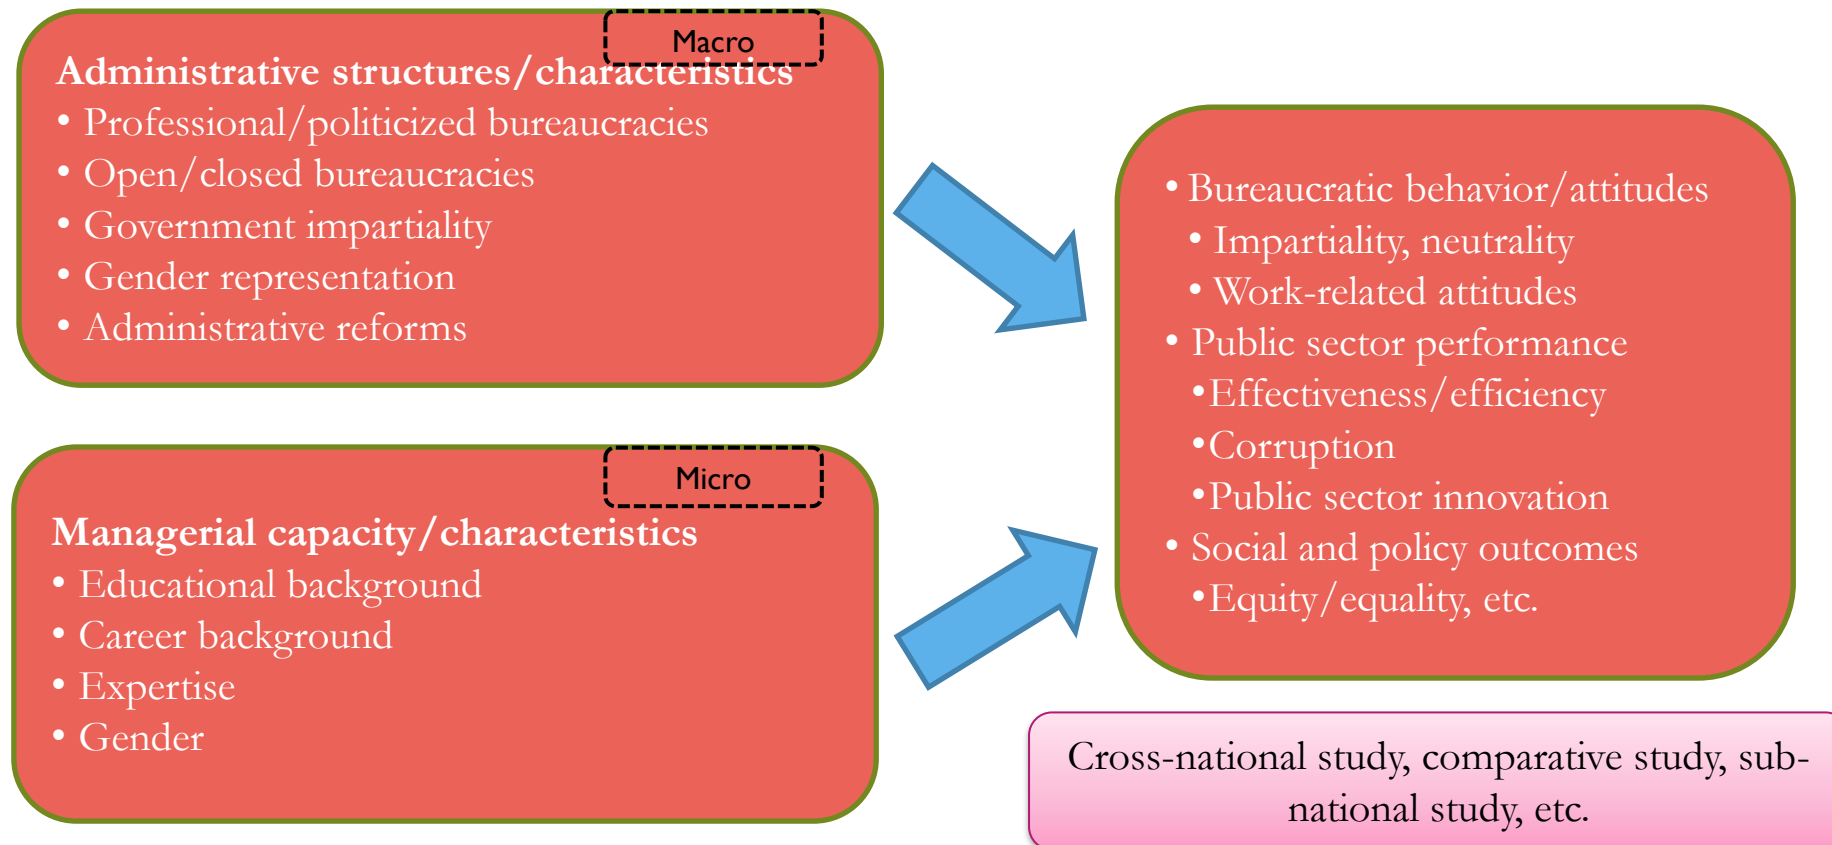 Macro
Administrative structures/characteristics
• Professional/politicized bureaucracies
• Open/closed bureaucracies
• Government impartiality
• Gender representation
• Administrative reforms
Micro
Managerial capacity/characteristics
• Educational background
• Career background
• Expertise
• Gender
• Bureaucratic behavior/attitudes
• Impartiality, neutrality
• Work-related attitudes
• Public sector performance
•Effectiveness/efficiency
•Corruption
•Public sector innovation
• Social and policy outcomes
•Equity/equality, etc.
Cross-national study, comparative study, sub-
national study, etc.